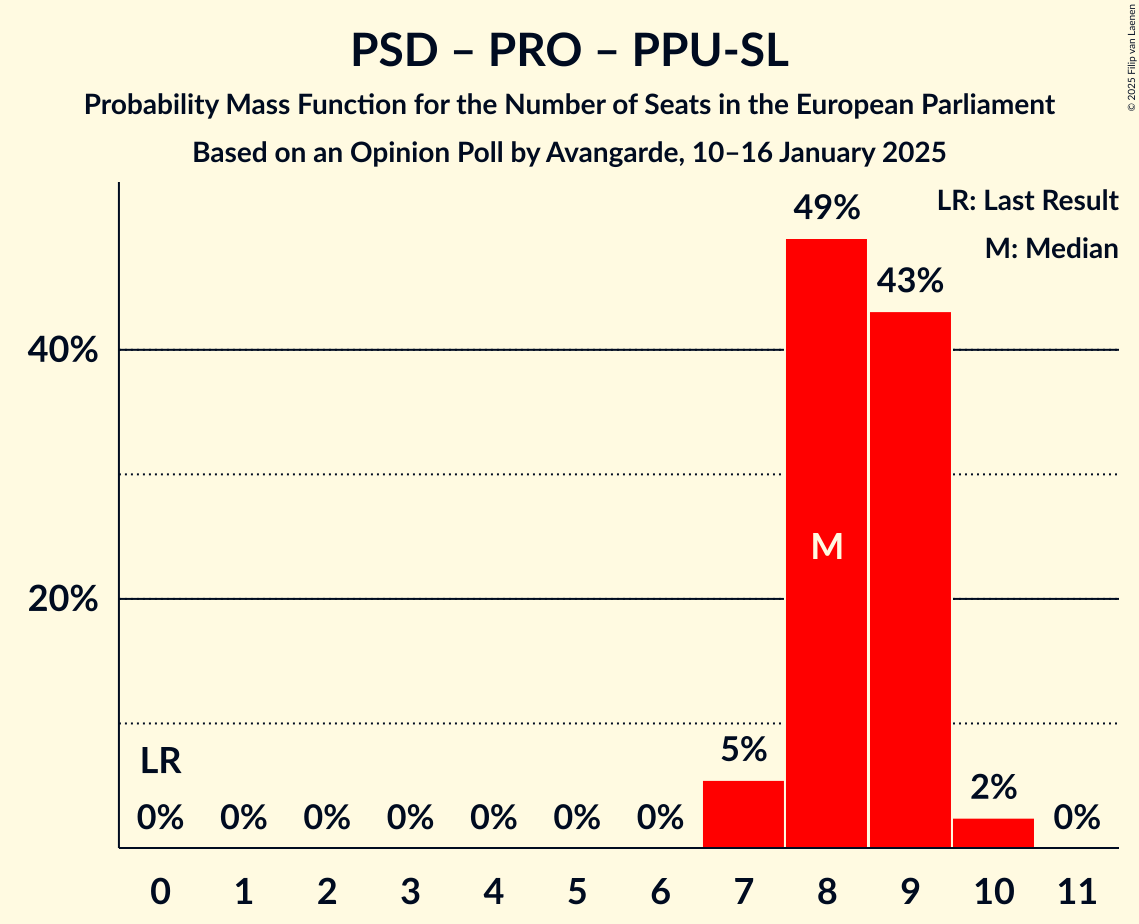 PSD – PRO – PPU-SL
Probability Mass Function for the Number of Seats in the European Parliament
Based on an Opinion Poll by Avangarde, 10–16 January 2025
© 2025 Filip van Laenen
LR: Last Result
M: Median
49%
43%
40%
M
20%
5%
LR
2%
0% 0% 0% 0% 0% 0% 0% 0%
0 1 2 3 4 5 6 7 8 9 10 11